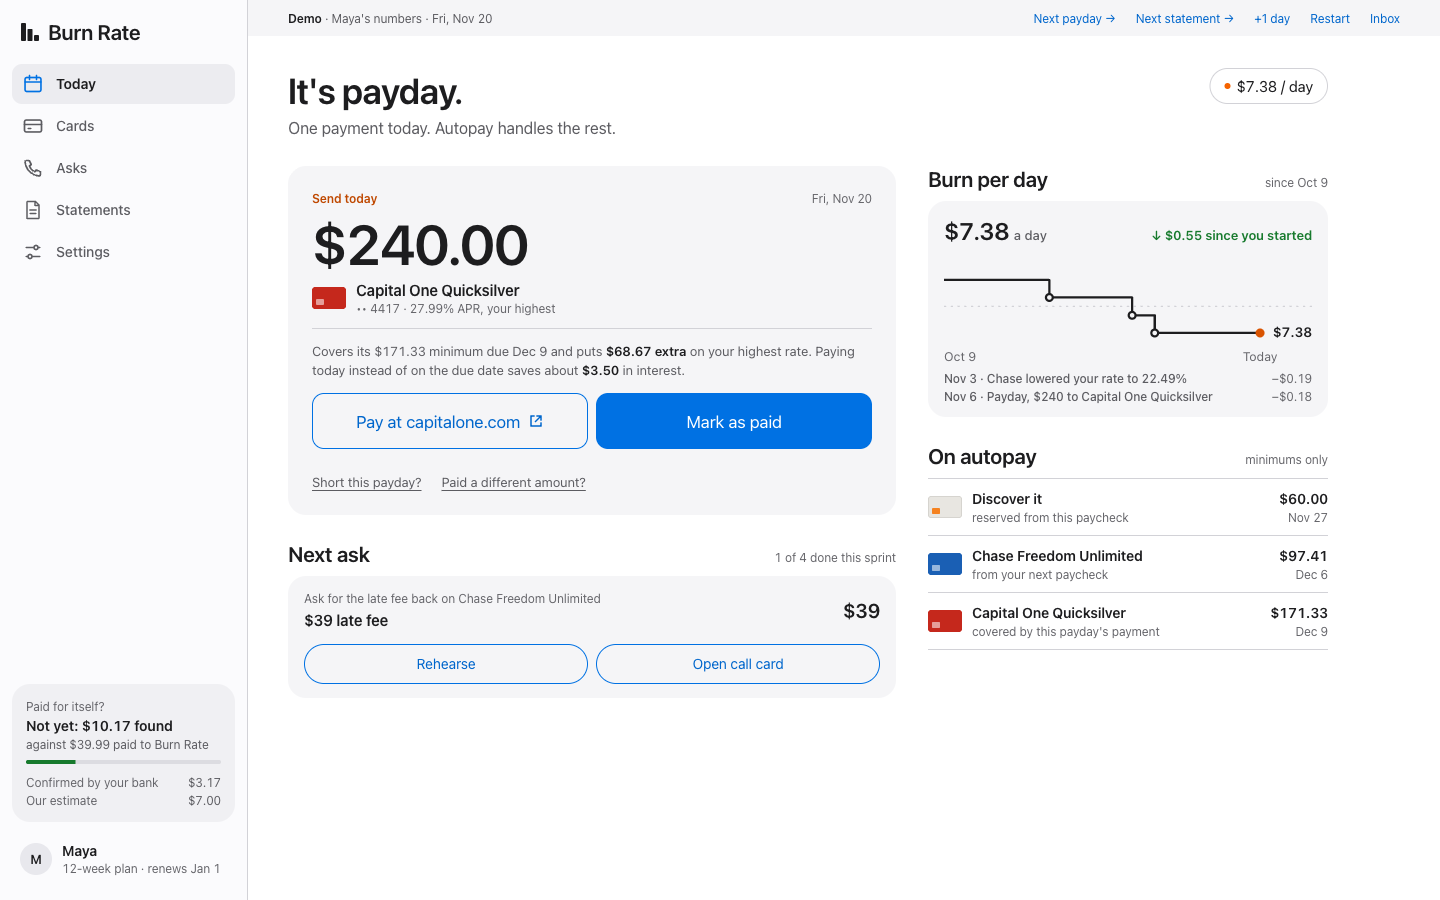 Burn Rate
Today
Cards
Asks
Statements
Settings
Paid for itself?
Not yet: $10.17 found
against $39.99 paid to Burn Rate
Confirmed by your bank $3.17
Our estimate $7.00
M
Maya
12-week plan · renews Jan 1
Demo · Maya's numbers · Fri, Nov 20
Next payday → Next statement → +1 day Restart Inbox
It's payday.
One payment today. Autopay handles the rest.
$7.38 / day
Send today Fri, Nov 20
$240.00
Capital One Quicksilver
•• 4417 · 27.99% APR, your highest
Covers its $171.33 minimum due Dec 9 and puts $68.67 extra on your highest rate. Paying
today instead of on the due date saves about $3.50 in interest.
Pay at capitalone.com
Mark as paid
Short this payday? Paid a different amount?
Next ask 1 of 4 done this sprint
Ask for the late fee back on Chase Freedom Unlimited
$39 late fee
$39
Rehearse
Open call card
Burn per day since Oct 9
$7.38 a day ↓ $0.55 since you started
$7.38
Oct 9 Today
Nov 3 · Chase lowered your rate to 22.49% −$0.19
Nov 6 · Payday, $240 to Capital One Quicksilver −$0.18
On autopay minimums only
Discover it $60.00
reserved from this paycheck Nov 27
Chase Freedom Unlimited $97.41
from your next paycheck Dec 6
Capital One Quicksilver $171.33
covered by this payday's payment Dec 9